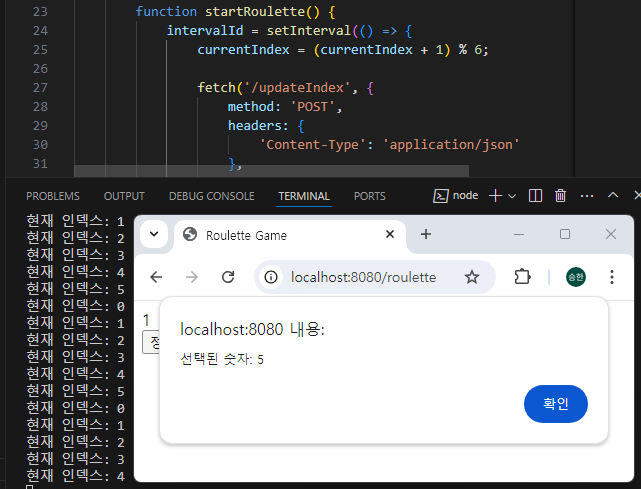 23 function startRoulette() {
24 intervalId = setInterval(() => {
25 currentIndex = (currentIndex + 1) % 6;
26
27 fetch('/updateIndex', {
28 method: 'POST',
29 headers: {
30 'Content-Type': 'application/json'
31 },
PROBLEMS OUTPUT DEBUG CONSOLE TERMINAL PORTS node
현재 인덱스: 1
현재 인덱스: 2
현재 인덱스: 3
현재 인덱스: 4
현재 인덱스: 5
현재 인덱스: 0
현재 인덱스: 1
현재 인덱스: 2
현재 인덱스: 3
현재 인덱스: 4
현재 인덱스: 5
현재 인덱스: 0
현재 인덱스: 1
현재 인덱스: 2
현재 인덱스: 3
현재 인덱스: 4
Roulette Game
localhost:8080/roulette
승한
1
localhost:8080 내용:
선택된 숫자: 5
확인